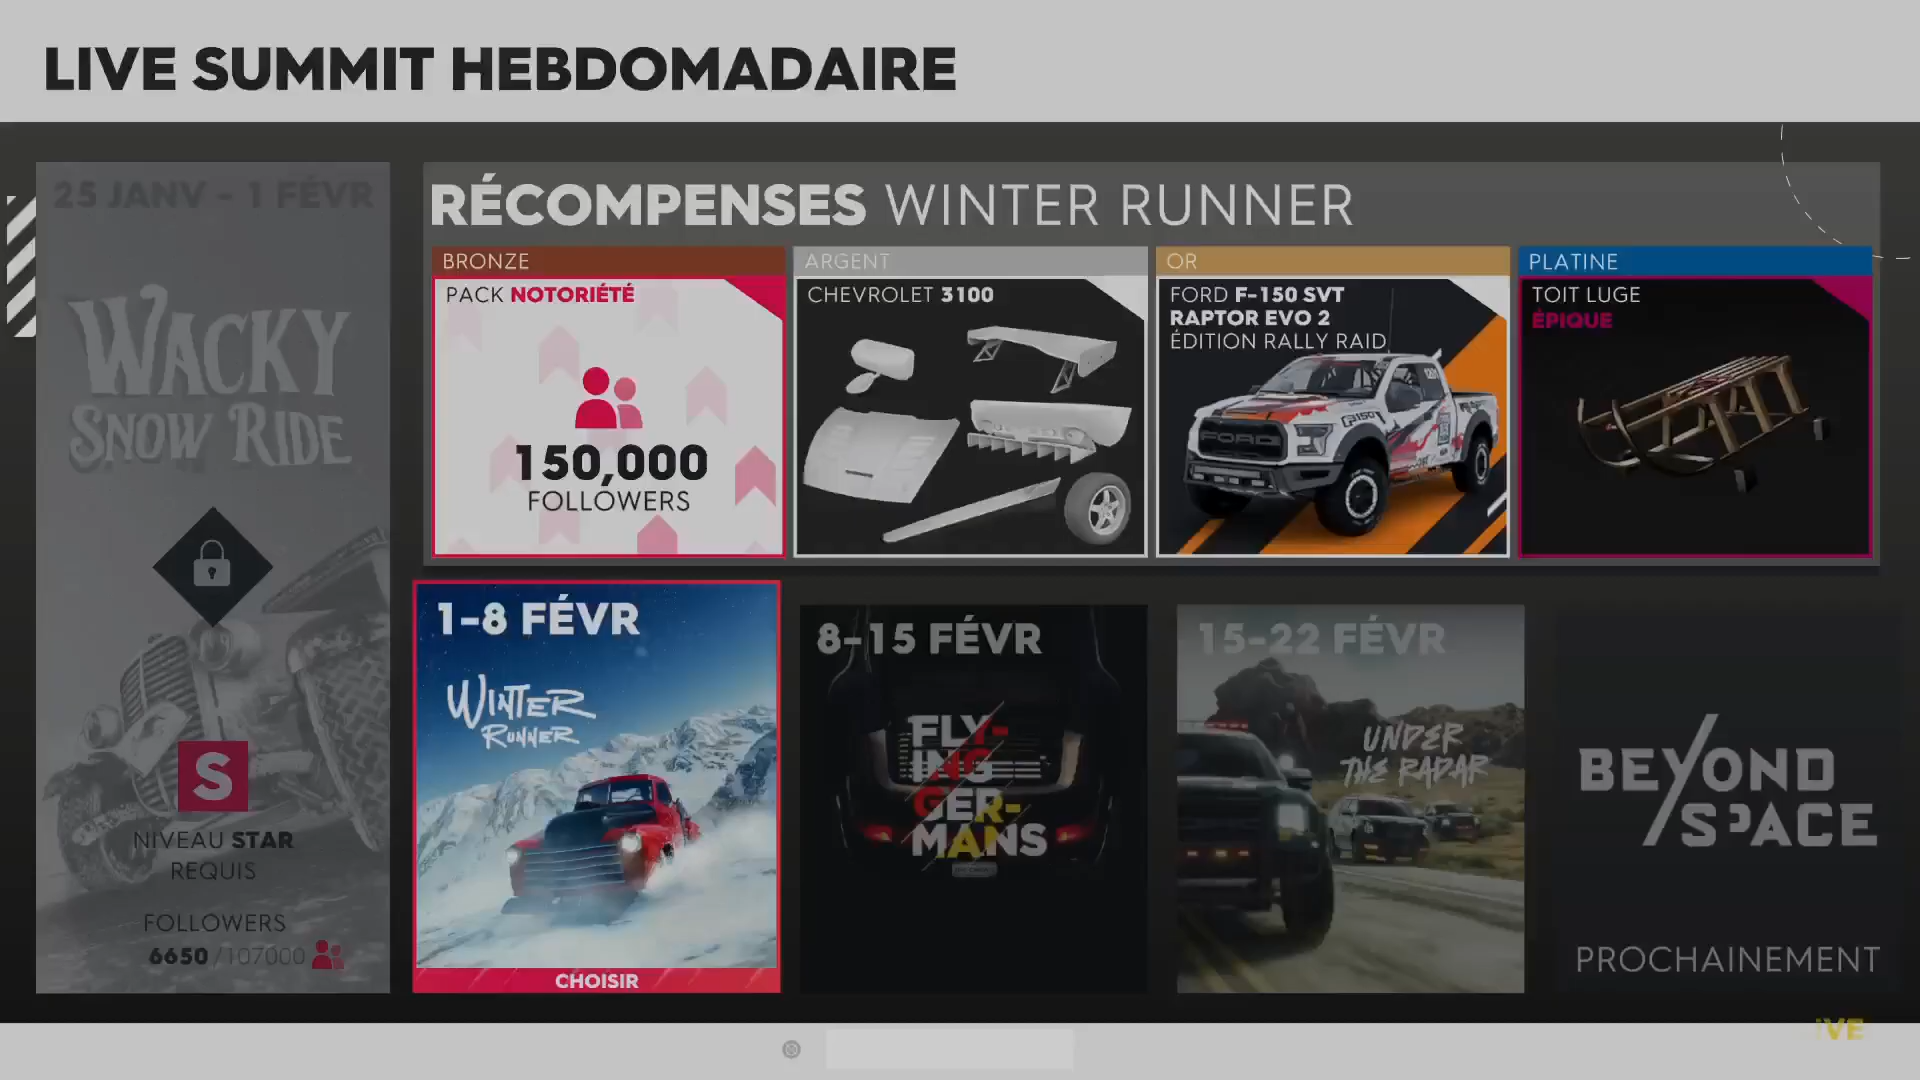 LIVE SUMMIT HEBDOMADAIRE
25 JANV - 1 FÉVR
WACKY
SNOW RIDE
S
NIVEAU STAR
REQUIS
FOLLOWERS
6650 /107000
RÉCOMPENSES WINTER RUNNER
BRONZE
PACK NOTORIÉTÉ
150,000
FOLLOWERS
ARGENT
CHEVROLET 3100
OR
FORD F-150 SVT
RAPTOR EVO 2
ÉDITION RALLY RAID
FORD
F150
PLATINE
TOIT LUGE
ÉPIQUE
1-8 FÉVR
WINTER
RUNNER
CHOISIR
8-15 FÉVR
FLY-
ING
GER-
MANS
15-22 FÉVR
UNDER
THE RADAR
BEYOND
SPACE
PROCHAINEMENT